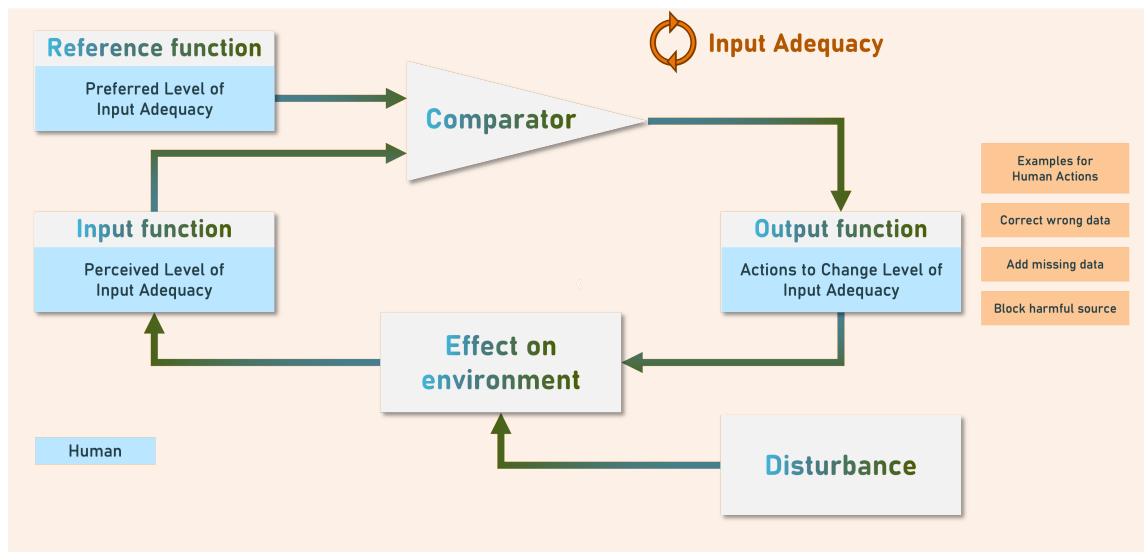 Input Adequacy
Reference function
Preferred Level of
Input Adequacy
Comparator
Input function
Perceived Level of
Input Adequacy
Output function
Actions to Change Level of
Input Adequacy
Examples for
Human Actions
Correct wrong data
Add missing data
Block harmful source
Effect on
environment
Human
Disturbance